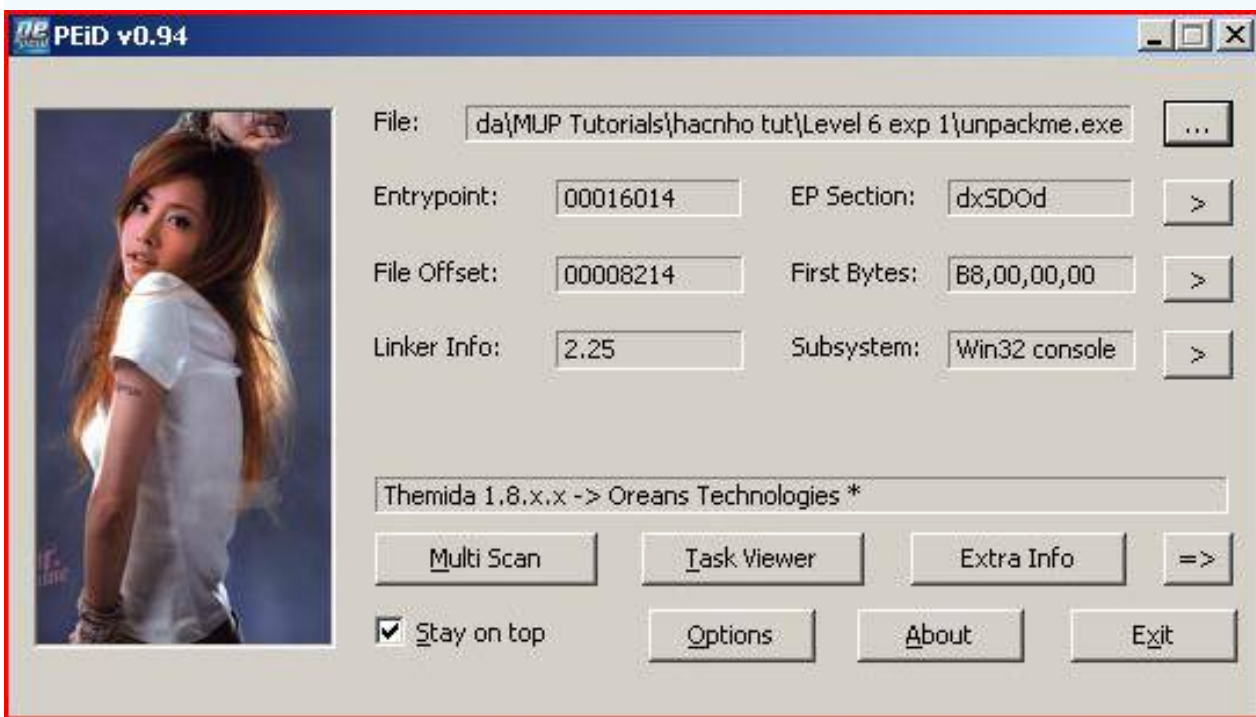 PEiD v0.94
File: da\MUP Tutorials\hacnho tut\Level 6 exp 1\unpackme.exe ...
Entrypoint: 00016014 EP Section: dxSDOd >
File Offset: 00008214 First Bytes: B8,00,00,00 >
Linker Info: 2.25 Subsystem: Win32 console >
Themida 1.8.x.x -> Oreans Technologies *
Multi Scan Task Viewer Extra Info =>
Stay on top Options About Exit